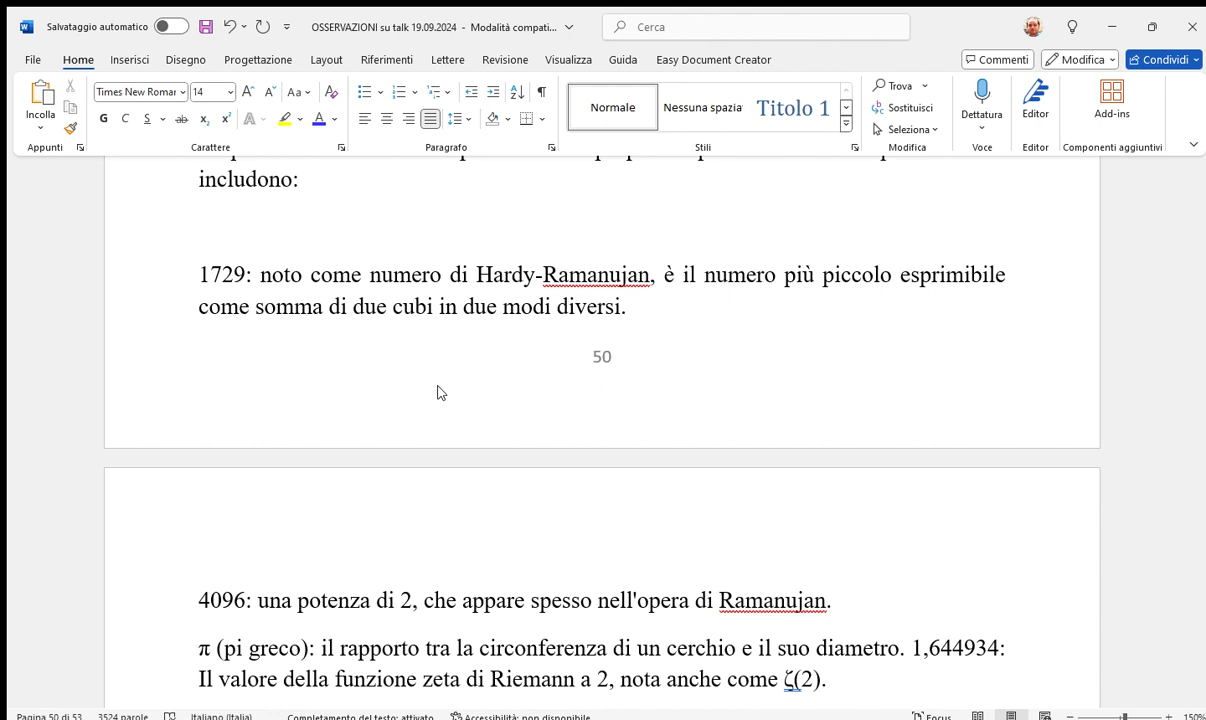 Salvataggio automatico
OSSERVAZIONI su talk 19.09.2024 - Modalità compati...
Cerca
File Home Inserisci Disegno Progettazione Layout Riferimenti Lettere Revisione Visualizza Guida Easy Document Creator
Commenti Modifica Condividi
Incolla
Times New Romar 14
Aa
G C S ab x₂ x² A A
Normale Nessuna spazia Titolo 1
Trova
Sostituisci
Seleziona
Dettatura
Editor
Add-ins
Appunti Carattere Paragrafo Stili Modifica Voce Editor Componenti aggiuntivi
includono:
1729: noto come numero di Hardy-Ramanujan, è il numero più piccolo esprimibile
come somma di due cubi in due modi diversi.
50
4096: una potenza di 2, che appare spesso nell'opera di Ramanujan.
π (pi greco): il rapporto tra la circonferenza di un cerchio e il suo diametro. 1,644934:
Il valore della funzione zeta di Riemann a 2, nota anche come ζ(2).
Pagina 50 di 53 3524 parole Italiano (Italia) Completamento del testo: attivato Accessibilità: non disponibile Focus 150%